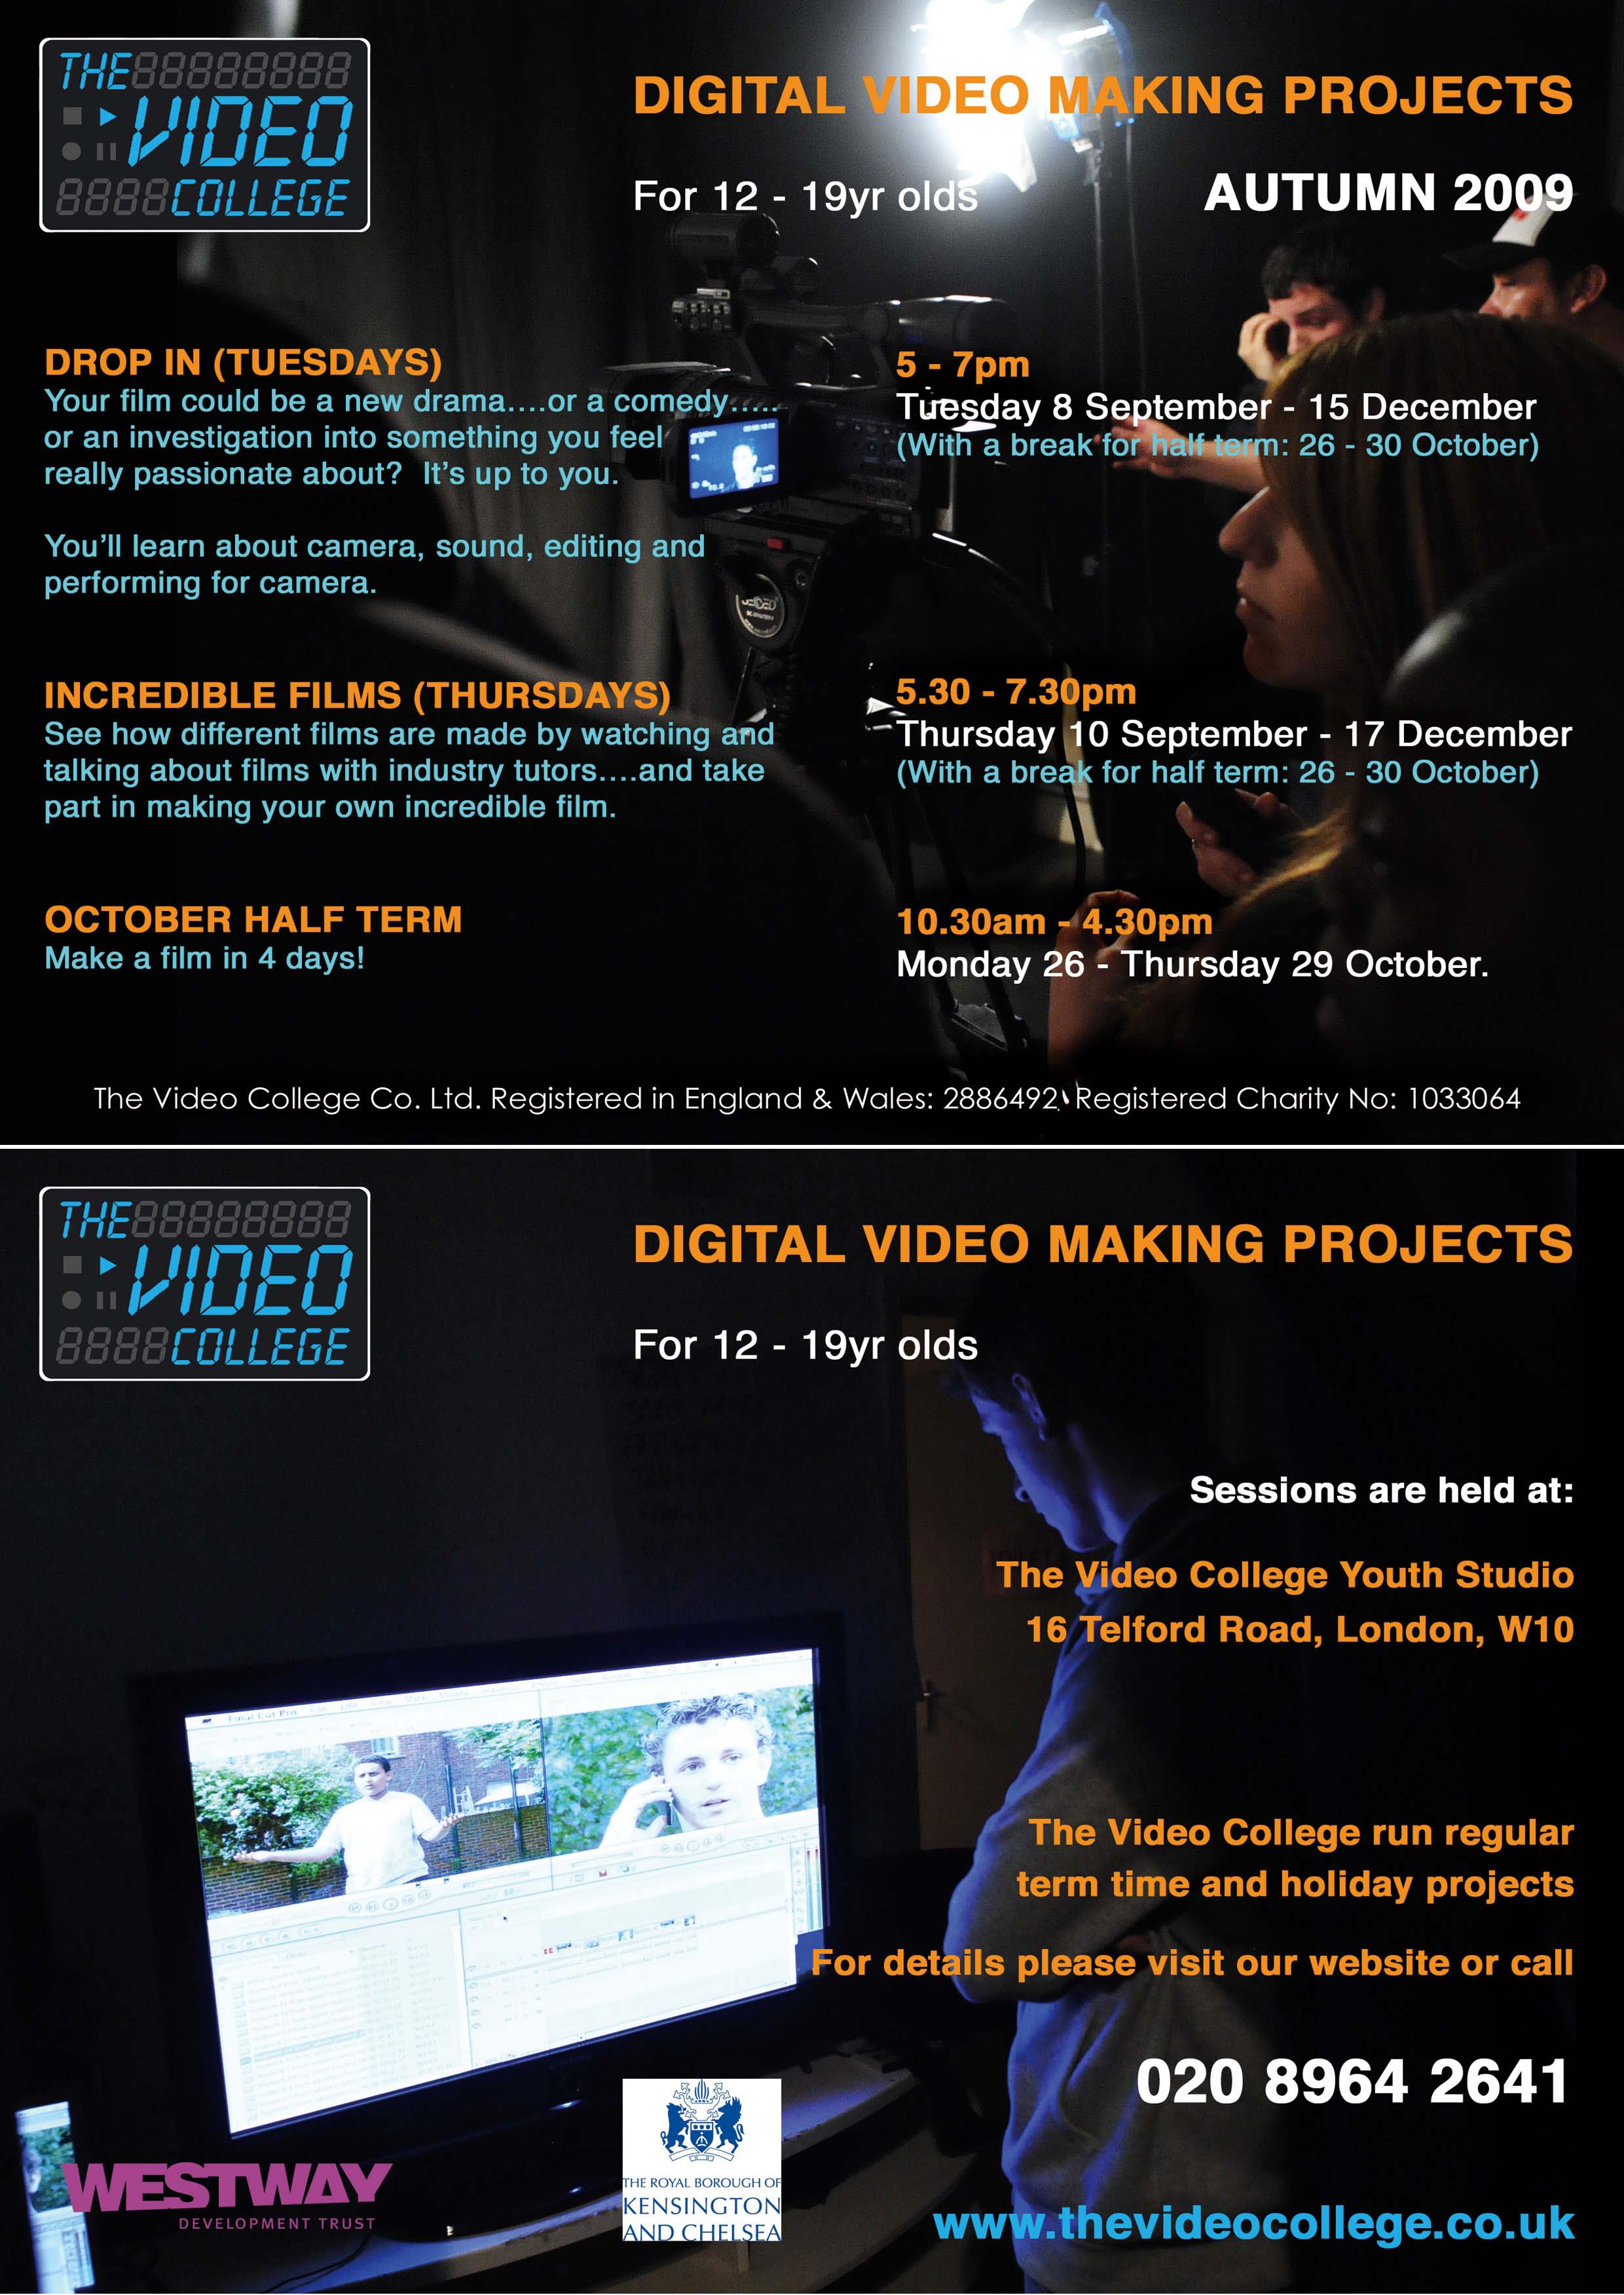 THE
VIDEO
COLLEGE
DIGITAL VIDEO MAKING PROJECTS
For 12 - 19yr olds
AUTUMN 2009
DROP IN (TUESDAYS)
Your film could be a new drama....or a comedy.....
or an investigation into something you feel
really passionate about?  It's up to you.
You'll learn about camera, sound, editing and
performing for camera.
5 - 7pm
Tuesday 8 September - 15 December
(With a break for half term: 26 - 30 October)
INCREDIBLE FILMS (THURSDAYS)
See how different films are made by watching and
talking about films with industry tutors....and take
part in making your own incredible film.
5.30 - 7.30pm
Thursday 10 September - 17 December
(With a break for half term: 26 - 30 October)
OCTOBER HALF TERM
Make a film in 4 days!
10.30am - 4.30pm
Monday 26 - Thursday 29 October.
The Video College Co. Ltd. Registered in England & Wales: 2886492 Registered Charity No: 1033064
THE
VIDEO
COLLEGE
DIGITAL VIDEO MAKING PROJECTS
For 12 - 19yr olds
Sessions are held at:
The Video College Youth Studio
16 Telford Road, London, W10
Final Cut Pro
The Video College run regular
term time and holiday projects
For details please visit our website or call
020 8964 2641
WESTWAY
DEVELOPMENT TRUST
THE ROYAL BOROUGH OF
KENSINGTON
AND CHELSEA
www.thevideocollege.co.uk